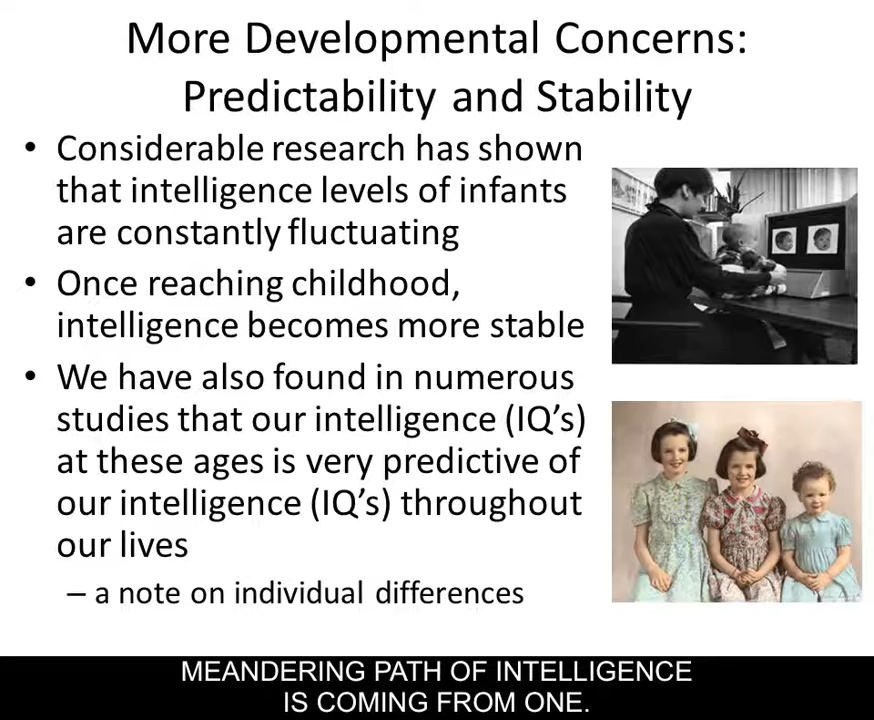 More Developmental Concerns:
Predictability and Stability
• Considerable research has shown
that intelligence levels of infants
are constantly fluctuating
• Once reaching childhood,
intelligence becomes more stable
• We have also found in numerous
studies that our intelligence (IQ's)
at these ages is very predictive of
our intelligence (IQ's) throughout
our lives
– a note on individual differences
MEANDERING PATH OF INTELLIGENCE
IS COMING FROM ONE.